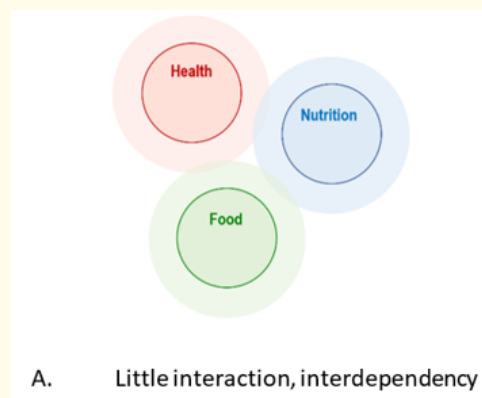 Health
Nutrition
Food
A. Little interaction, interdependency